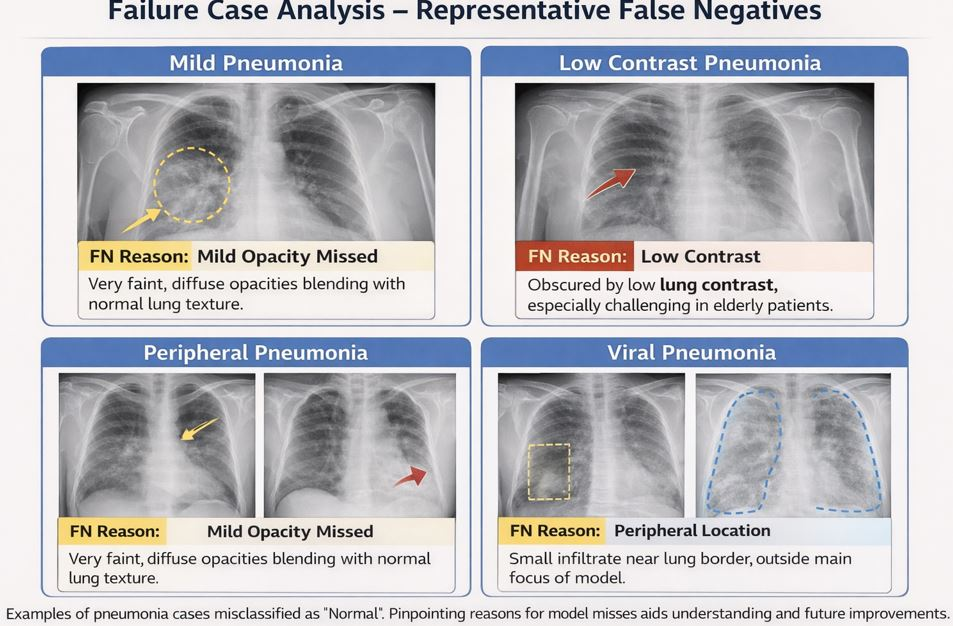 Failure Case Analysis – Representative False Negatives
Mild Pneumonia
FN Reason: Mild Opacity Missed
Very faint, diffuse opacities blending with
normal lung texture.
Low Contrast Pneumonia
FN Reason: Low Contrast
Obscured by low lung contrast,
especially challenging in elderly patients.
Peripheral Pneumonia
FN Reason: Mild Opacity Missed
Very faint, diffuse opacities blending with normal
lung texture.
Viral Pneumonia
FN Reason: Peripheral Location
Small infiltrate near lung border, outside main
focus of model.
Examples of pneumonia cases misclassified as "Normal". Pinpointing reasons for model misses aids understanding and future improvements.